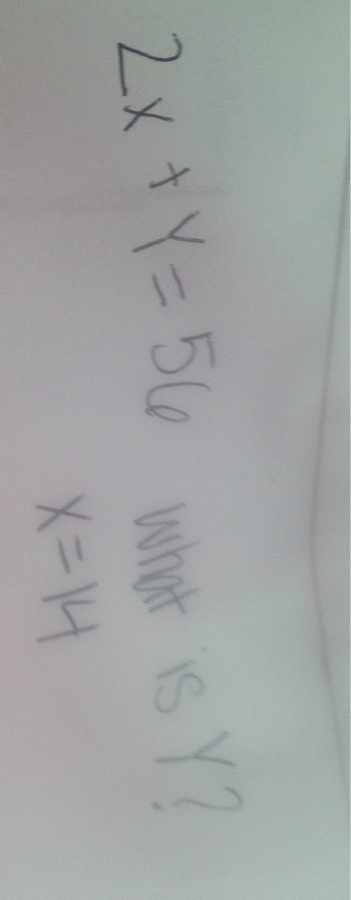 2x + Y = 56 what is Y?
x = 14